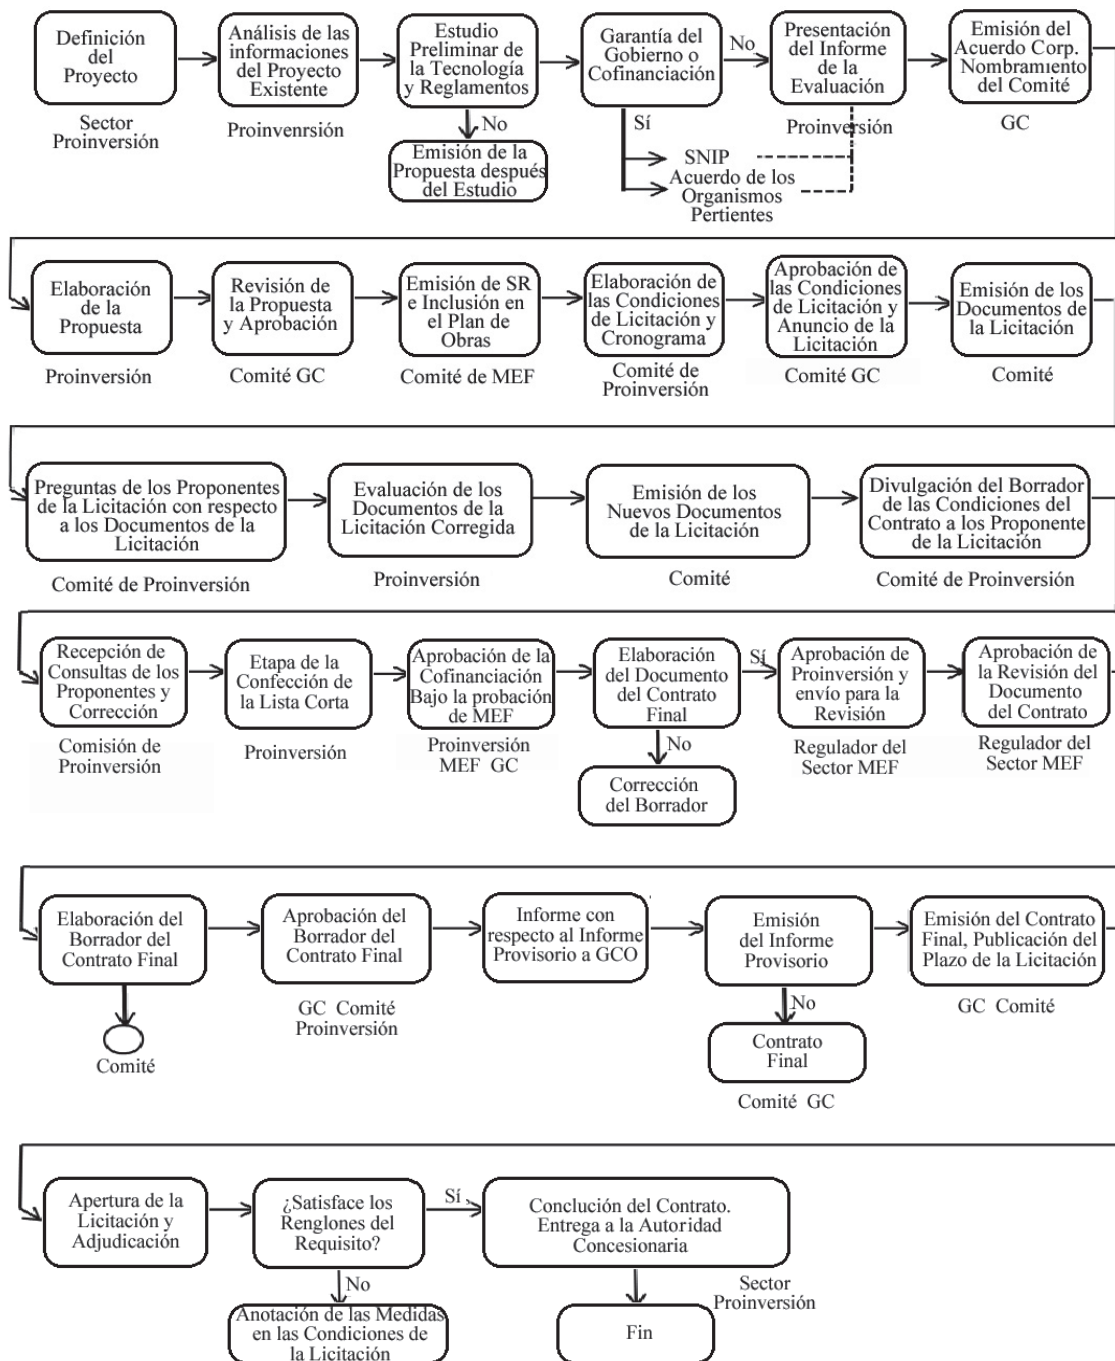 Definición
del
Proyecto
Sector
Proinversión
Análisis de las
informaciones
del Proyecto
Existente
Proinvenrsión
Estudio
Preliminar de
la Tecnología
y Reglamentos
No
Emisión de la
Propuesta después
del Estudio
Garantía del
Gobierno o
Cofinanciación
No
Sí
SNIP
Acuerdo de los
Organismos
Pertientes
Presentación
del Informe
de la
Evaluación
Proinversión
Emisión del
Acuerdo Corp.
Nombramiento
del Comité
GC
Elaboración
de la
Propuesta
Proinversión
Revisión de
la Propuesta
y Aprobación
Comité GC
Emisión de SR
e Inclusión en
el Plan de
Obras
Comité de MEF
Elaboración de
las Condiciones
de Licitación y
Cronograma
Comité de
Proinversión
Aprobación de
las Condiciones
de Licitación y
Anuncio de la
Licitación
Comité GC
Emisión de los
Documentos de
la Licitación
Comité
Preguntas de los Proponentes
de la Licitación con respecto
a los Documentos de la
Licitación
Comité de Proinversión
Evaluación de los
Documentos de la
Licitación Corregida
Proinversión
Emisión de los
Nuevos Documentos
de la Licitación
Comité
Divulgación del Borrador
de las Condiciones del
Contrato a los Proponente
de la Licitación
Comité de Proinversión
Recepción de
Consultas de los
Proponentes y
Corrección
Comisión de
Proinversión
Etapa de la
Confección de
la Lista Corta
Proinversión
Aprobación de la
Cofinanciación
Bajo la probación
de MEF
Proinversión
MEF GC
Elaboración
del Documento
del Contrato
Final
Sí
No
Corrección
del Borrador
Aprobación de
Proinversión y
envío para la
Revisión
Regulador del
Sector MEF
Aprobación de
la Revisión del
Documento
del Contrato
Regulador del
Sector MEF
Elaboración del
Borrador del
Contrato Final
Comité
Aprobación del
Borrador del
Contrato Final
GC Comité
Proinversión
Informe con
respecto al Informe
Provisorio a GCO
Emisión
del Informe
Provisorio
No
Contrato
Final
Comité GC
Emisión del Contrato
Final, Publicación del
Plazo de la Licitación
GC Comité
Apertura de la
Licitación y
Adjudicación
¿Satisface los
Renglones del
Requisito?
Sí
No
Anotación de las Medidas
en las Condiciones de
la Licitación
Conclución del Contrato.
Entrega a la Autoridad
Concesionaria
Sector
Proinversión
Fin